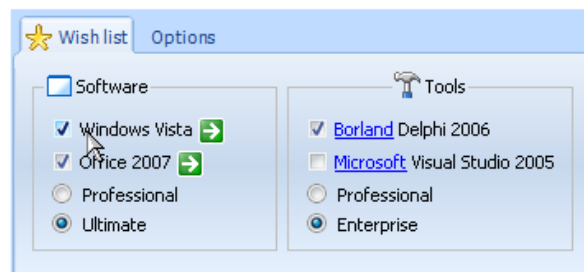 Wish list Options
Software
Windows Vista
Office 2007
Professional
Ultimate
Tools
Borland Delphi 2006
Microsoft Visual Studio 2005
Professional
Enterprise